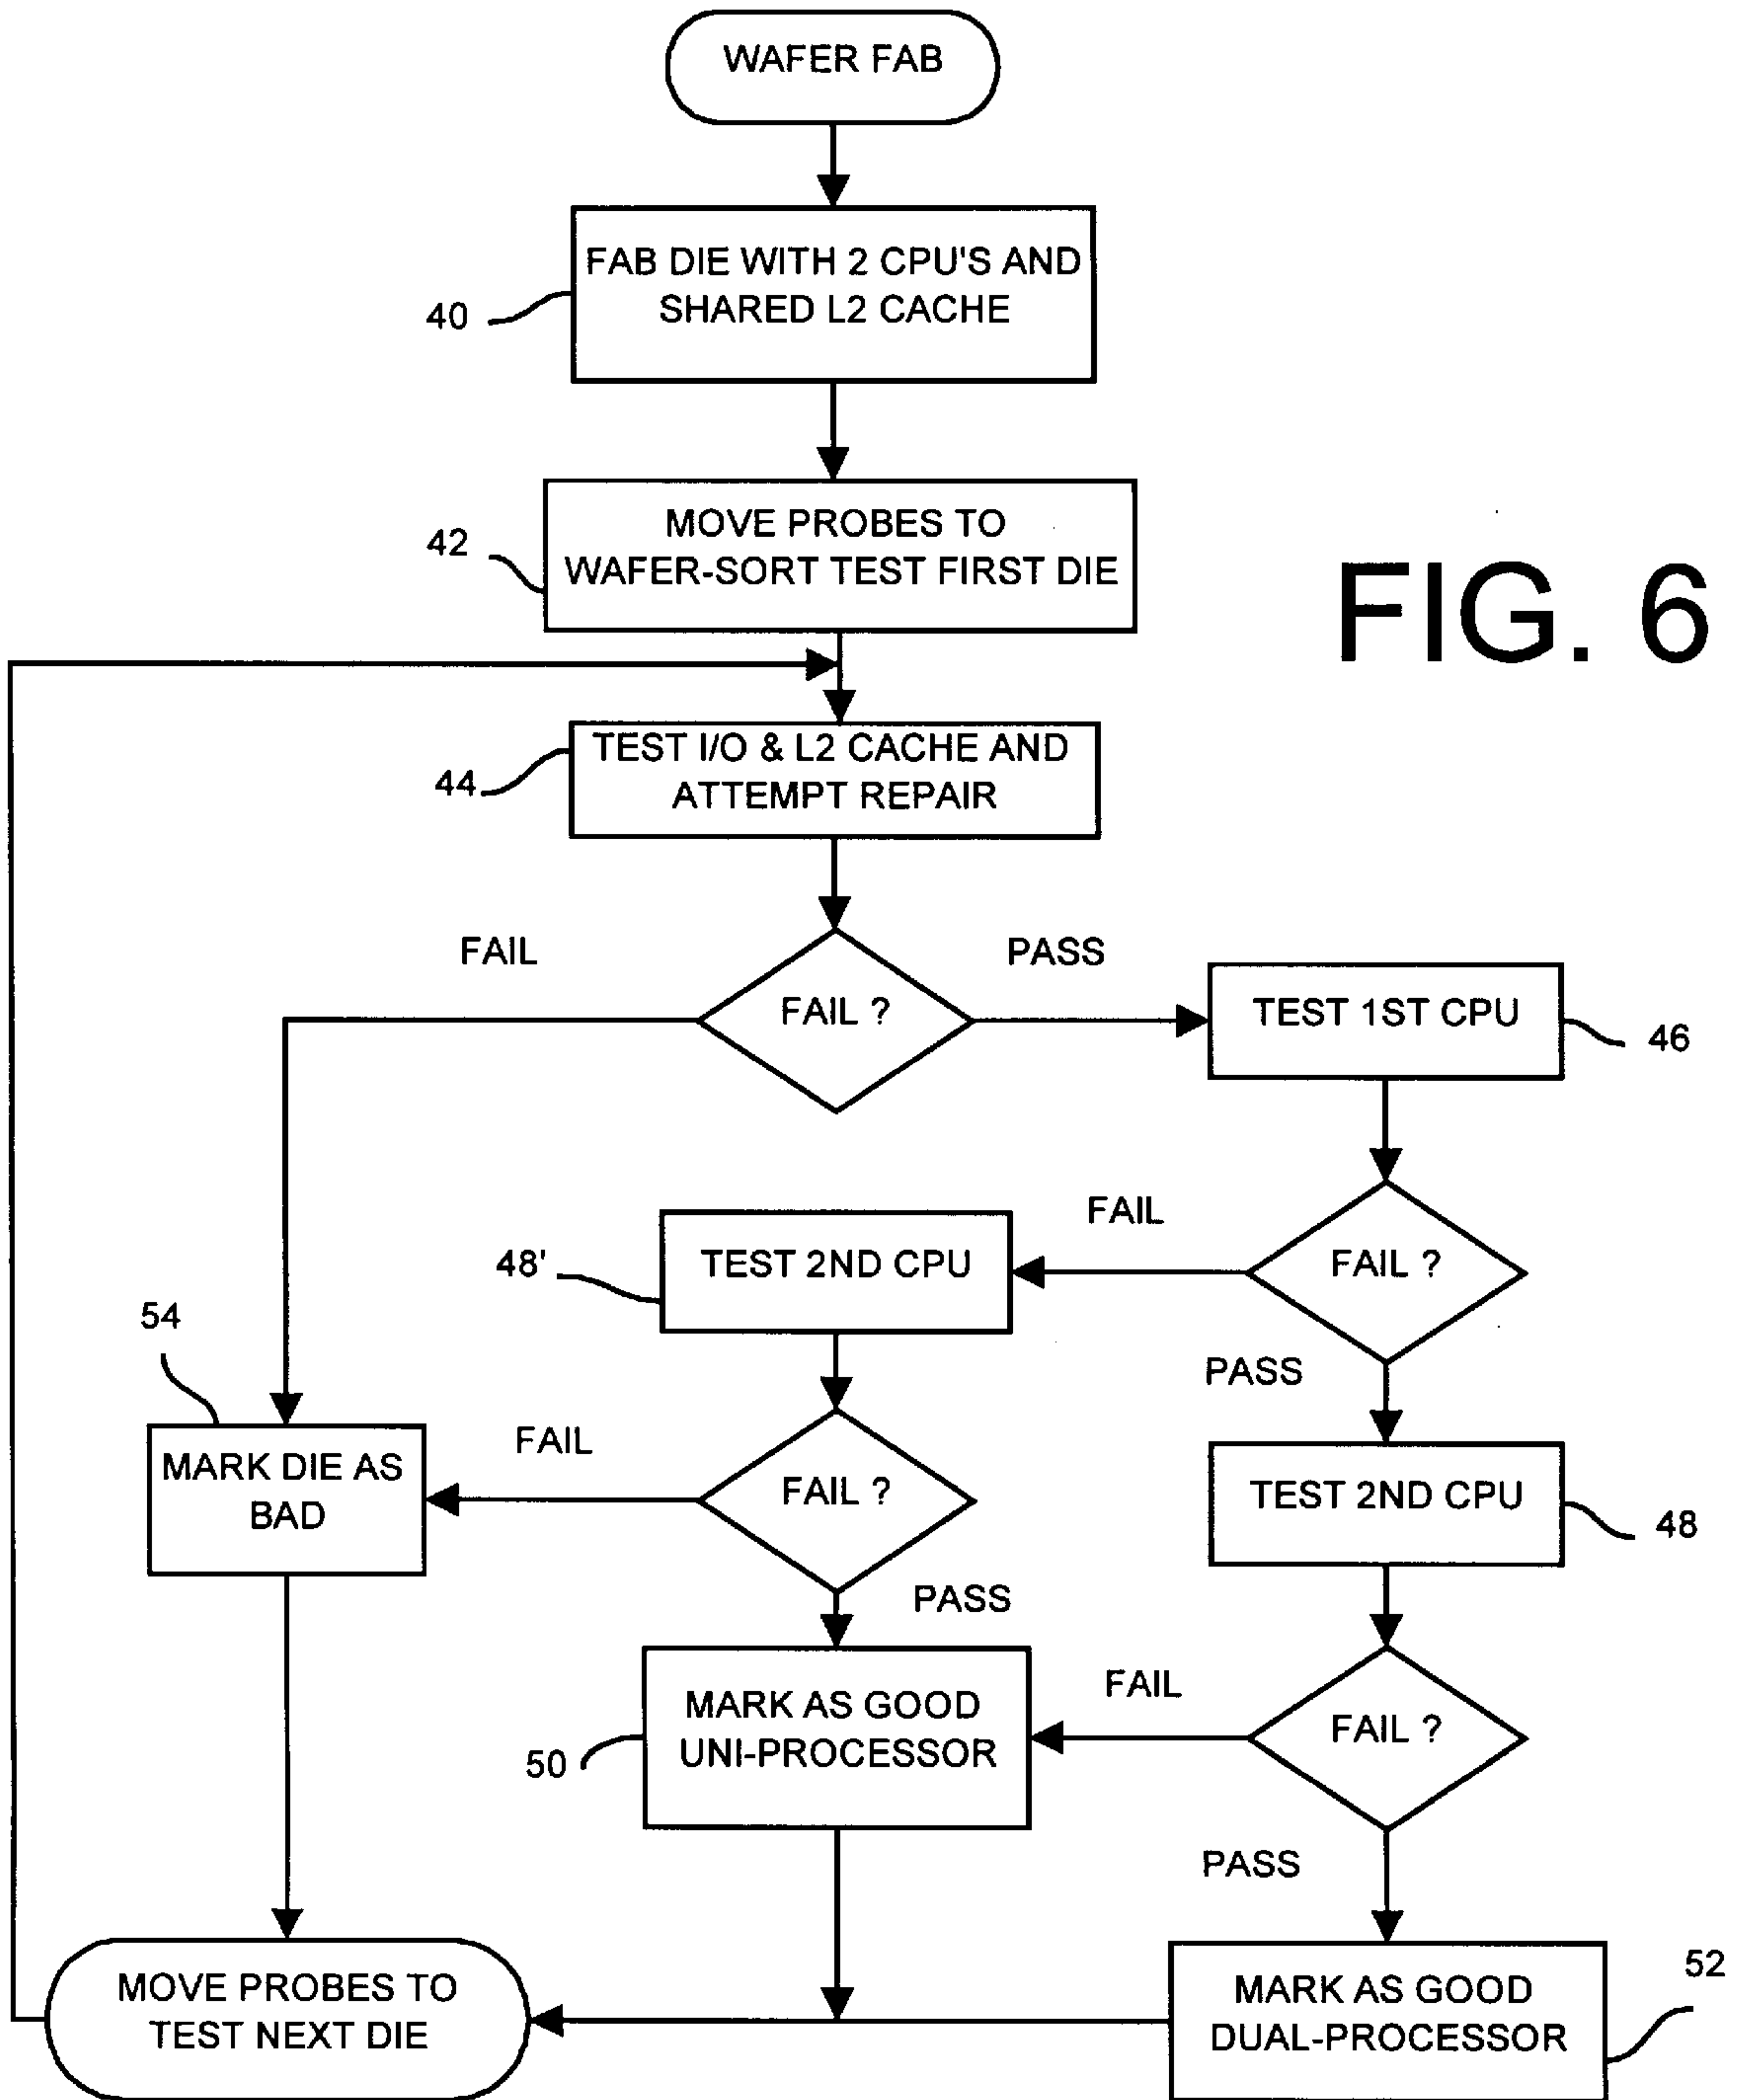 WAFER FAB
FAB DIE WITH 2 CPU'S AND
SHARED L2 CACHE
40
MOVE PROBES TO
WAFER-SORT TEST FIRST DIE
42
FIG. 6
TEST I/O & L2 CACHE AND
ATTEMPT REPAIR
44
FAIL
FAIL ?
PASS
TEST 1ST CPU
46
FAIL
FAIL ?
TEST 2ND CPU
48'
PASS
54
MARK DIE AS
BAD
FAIL
FAIL ?
TEST 2ND CPU
48
PASS
MARK AS GOOD
UNI-PROCESSOR
50
FAIL
FAIL ?
PASS
MOVE PROBES TO
TEST NEXT DIE
MARK AS GOOD
DUAL-PROCESSOR
52